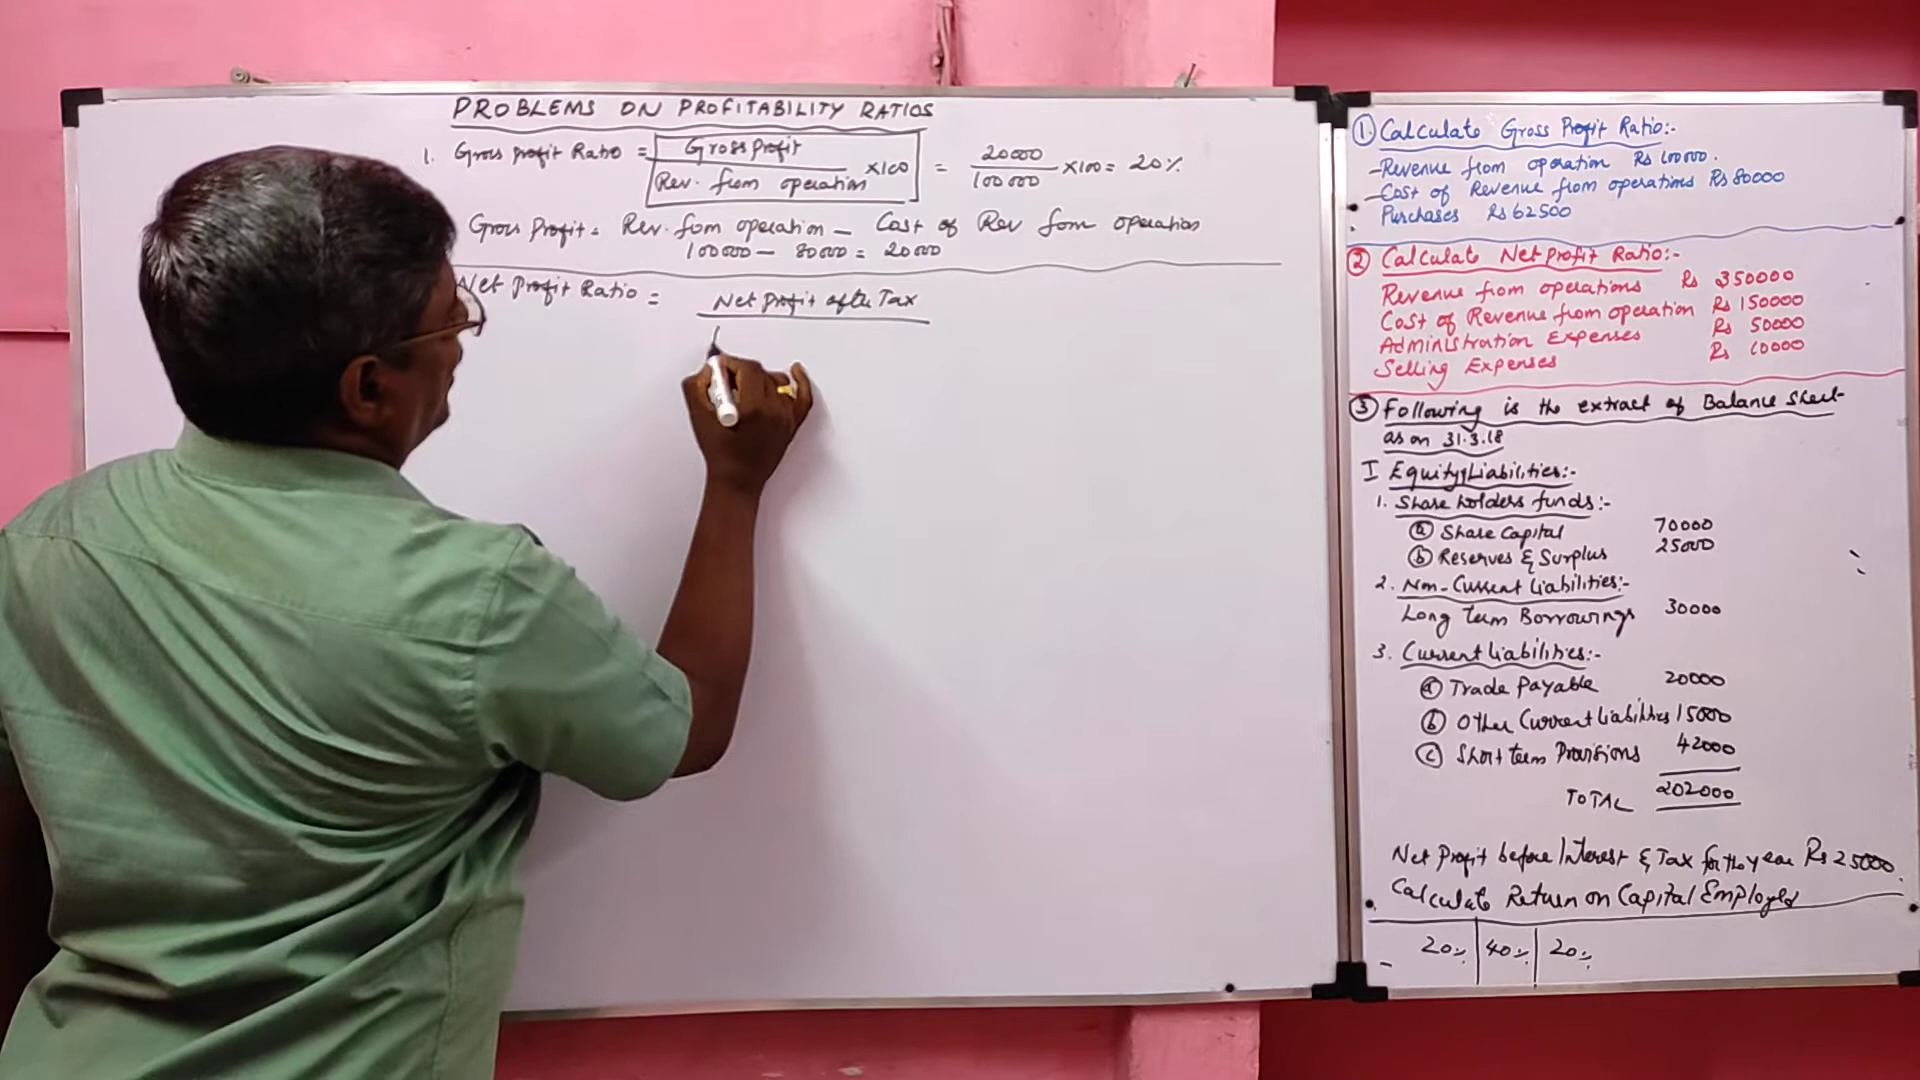 PROBLEMS ON PROFITABILITY RATIOS
1. Gross profit Ratio = Gross profit
Rev. from operation
×100 = 20000
100000
×100 = 20%
Gross Profit = Rev. from operation – Cost of Rev from operation
100000 – 80000 = 20000
Net Profit Ratio = Net profit after Tax
① Calculate Gross Profit Ratio:-
– Revenue from operation Rs 100000.
– Cost of Revenue from operations Rs 80000
Purchases Rs 62500
② Calculate Net profit Ratio:-
Revenue from operations Rs 350000
Cost of Revenue from operation Rs 150000
Administration Expenses Rs 50000
Selling Expenses Rs 10000
③ Following is the extract of Balance Sheet
as on 31.3.18
I Equity & Liabilities:-
1. Share holders funds:-
ⓐ Share Capital 70000
ⓑ Reserves & Surplus 25000
2. Non-Current Liabilities:-
Long term Borrowings 30000
3. Current Liabilities:-
ⓐ Trade Payable 20000
ⓑ Other Current Liabilities 15000
ⓒ Short term Provisions 42000
TOTAL 202000
Net Profit before Interest & Tax for the year Rs 25000.
Calculate Return on Capital Employed
20% | 40% | 20%